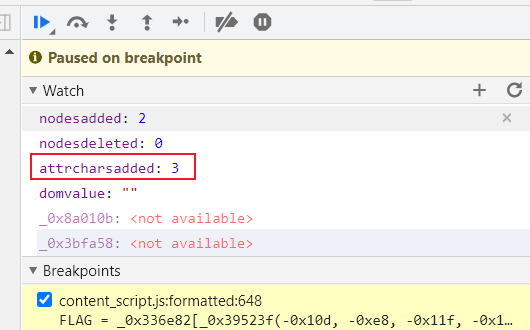 Paused on breakpoint
Watch
nodesadded: 2
nodesdeleted: 0
attrcharsadded: 3
domvalue: ""
_0x8a010b: <not available>
_0x3bfa58: <not available>
Breakpoints
content_script.js:formatted:648
FLAG = _0x336e82[_0x39523f(-0x10d, -0xe8, -0x11f, -0x1…